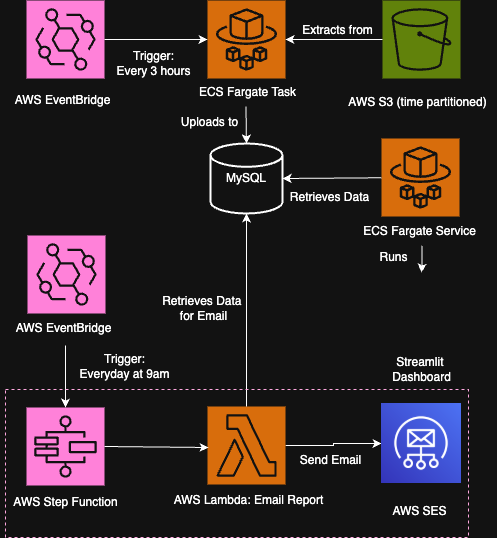 Extracts from
Trigger:
Every 3 hours
AWS EventBridge
ECS Fargate Task
AWS S3 (time partitioned)
Uploads to
MySQL
Retrieves Data
ECS Fargate Service
Runs
Retrieves Data
for Email
AWS EventBridge
Trigger:
Everyday at 9am
Streamlit
Dashboard
Send Email
AWS Step Function
AWS Lambda: Email Report
AWS SES